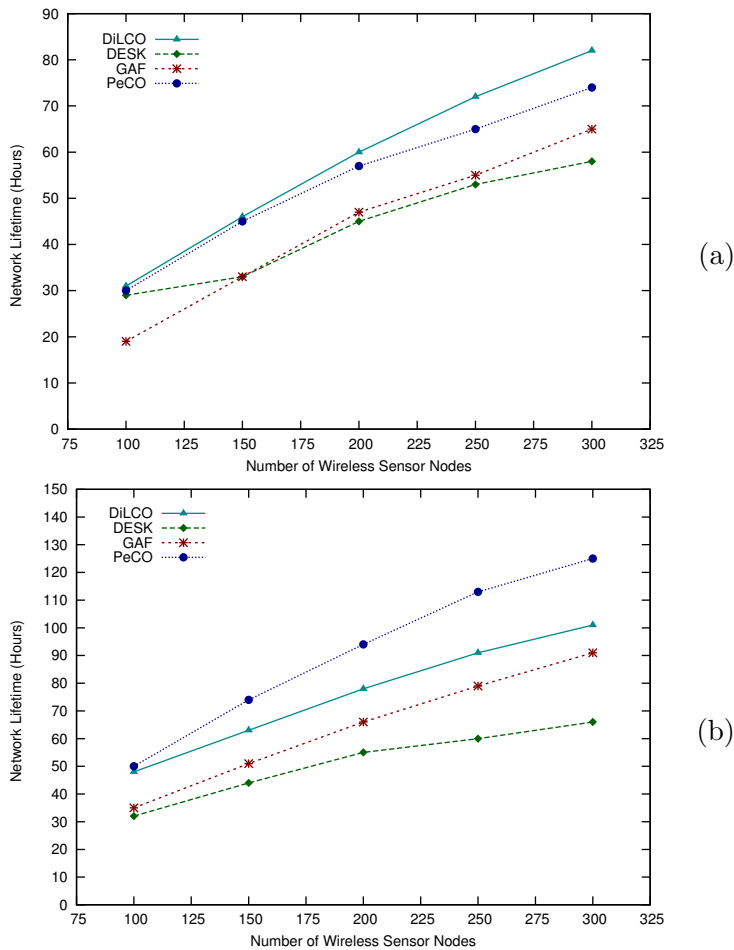 90
80
70
60
50
40
30
20
10
0
Network Lifetime (Hours)
DiLCO
DESK
GAF
PeCO
75 100 125 150 175 200 225 250 275 300 325
Number of Wireless Sensor Nodes
(a)
150
140
130
120
110
100
90
80
70
60
50
40
30
20
10
0
Network Lifetime (Hours)
DiLCO
DESK
GAF
PeCO
75 100 125 150 175 200 225 250 275 300 325
Number of Wireless Sensor Nodes
(b)